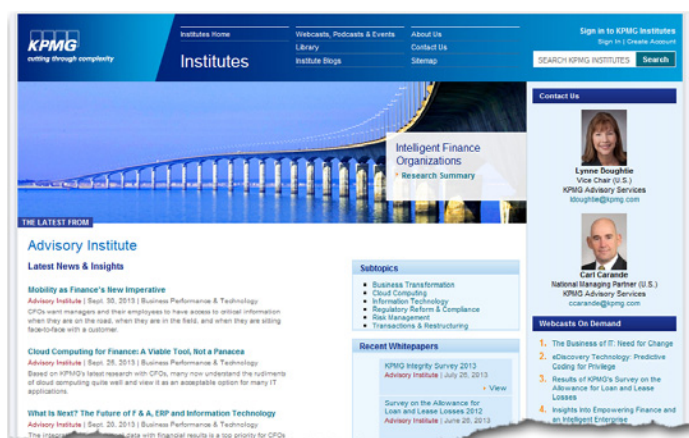 KPMG
cutting through complexity
Institutes Home
Institutes
Webcasts, Podcasts & Events
Library
Institute Blogs
About Us
Contact Us
Sitemap
Sign in to KPMG Institutes
Sign In | Create Account
SEARCH KPMG INSTITUTES
Search
Intelligent Finance
Organizations
Research Summary
THE LATEST FROM
Advisory Institute
Latest News & Insights
Mobility as Finance's New Imperative
Advisory Institute | Sept. 30, 2013 | Business Performance & Technology
CFOs want managers and their employees to have access to critical information
when they are on the road, when they are in the field, and when they are sitting
face-to-face with a customer.
Cloud Computing for Finance: A Viable Tool, Not a Panacea
Advisory Institute | Sept. 25, 2013 | Business Performance & Technology
Based on KPMG's latest research with CFOs, many now understand the rudiments
of cloud computing quite well and view it as an acceptable option for many IT
applications.
What Is Next? The Future of F & A, ERP and Information Technology
Advisory Institute | Sept. 20, 2013 | Business Performance & Technology
data with financial results is a top priority for CFOs
Subtopics
Business Transformation
Cloud Computing
Information Technology
Regulatory Reform & Compliance
Risk Management
Transactions & Restructuring
Recent Whitepapers
KPMG Integrity Survey 2013
Advisory Institute | July 26, 2013
View
Survey on the Allowance for
Loan and Lease Losses 2012
Advisory Institute | June 26, 2013
Contact Us
Lynne Doughtie
Vice Chair (U.S.)
KPMG Advisory Services
ldoughtie@kpmg.com
Carl Carande
National Managing Partner (U.S.)
KPMG Advisory Services
ccarande@kpmg.com
Webcasts On Demand
1. The Business of IT: Need for Change
2. eDiscovery Technology: Predictive
Coding for Privilege
3. Results of KPMG's Survey on the
Allowance for Loan and Lease
Losses
4. Insights Into Empowering Finance and
an Intelligent Enterprise